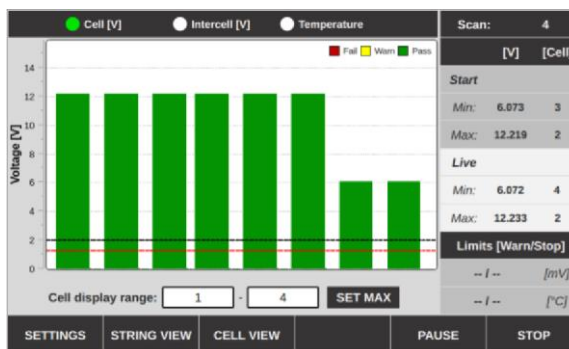 Cell [V] Intercell [V] Temperature
Scan: 4
Fail Warn Pass
[V] [Cell
Start
Min: 6.073 3
Max: 12.219 2
Live
Min: 6.072 4
Max: 12.233 2
Limits [Warn/Stop]
-- / -- [mV]
-- / -- [°C]
Voltage [V]
14
12
10
8
6
4
2
0
Cell display range: 1 - 4 SET MAX
SETTINGS STRING VIEW CELL VIEW PAUSE STOP